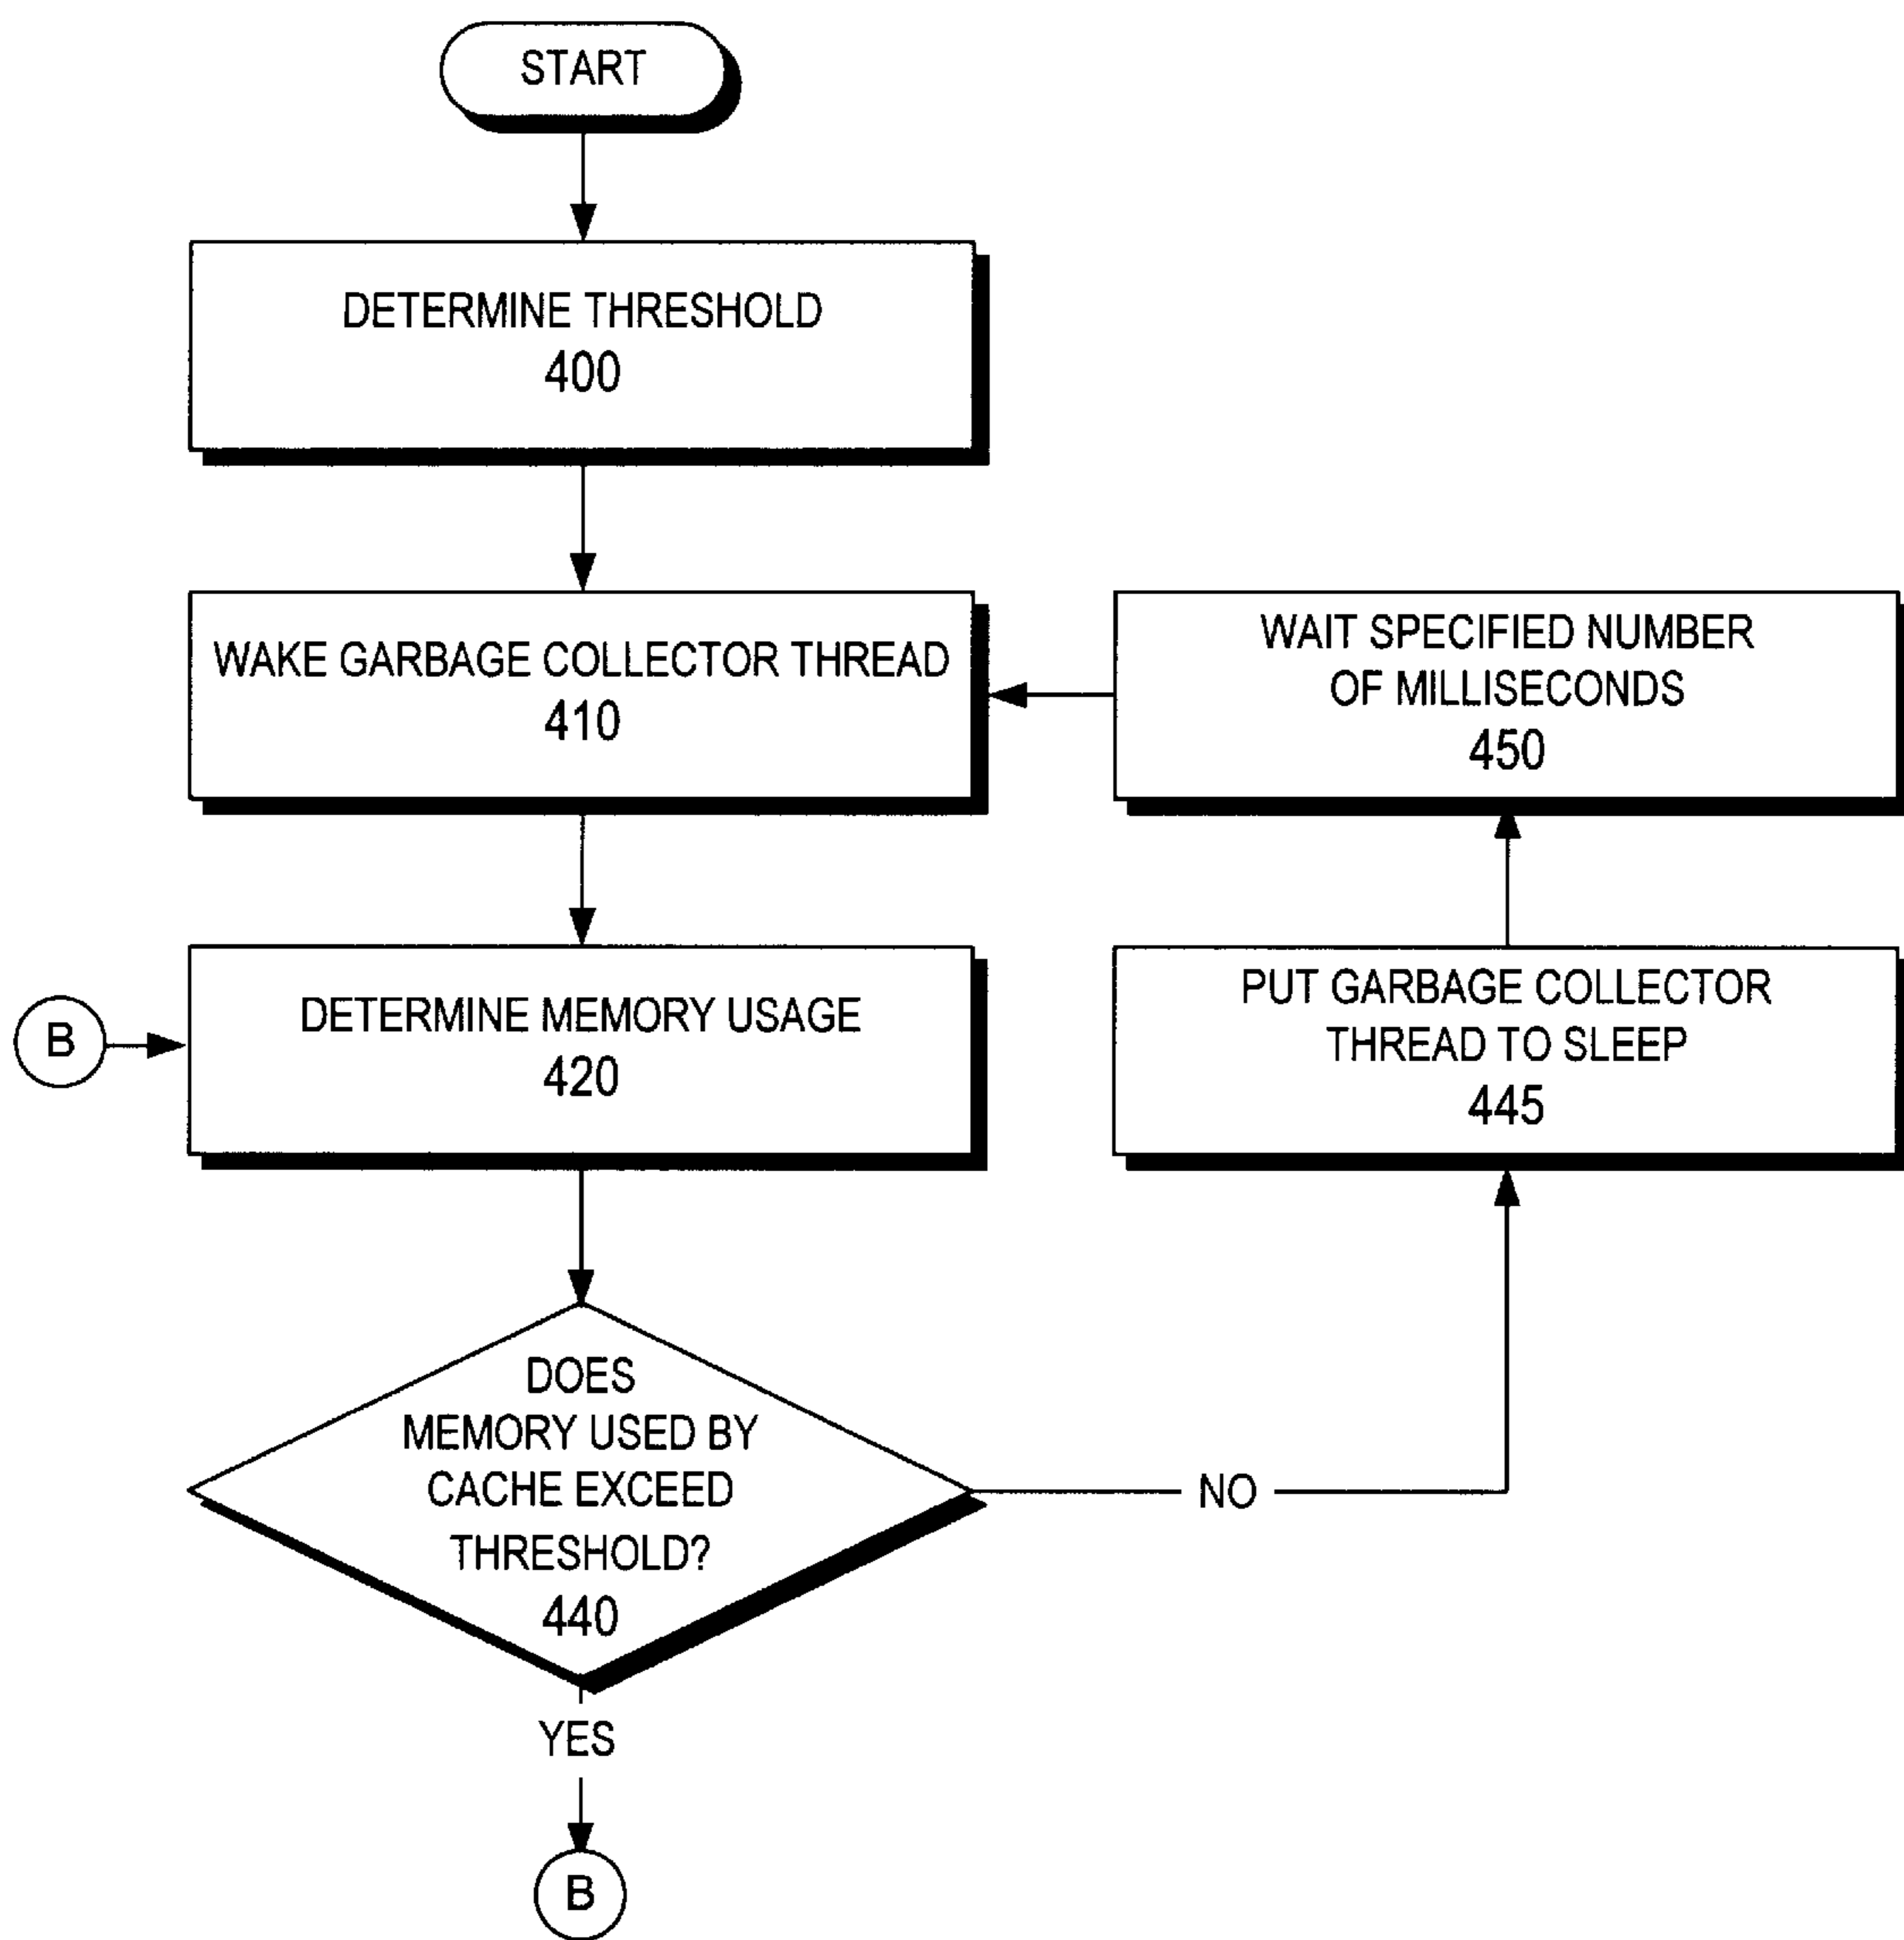 START
DETERMINE THRESHOLD
400
WAKE GARBAGE COLLECTOR THREAD
410
WAIT SPECIFIED NUMBER
OF MILLISECONDS
450
B
DETERMINE MEMORY USAGE
420
PUT GARBAGE COLLECTOR
THREAD TO SLEEP
445
DOES
MEMORY USED BY
CACHE EXCEED
THRESHOLD?
440
NO
YES
B